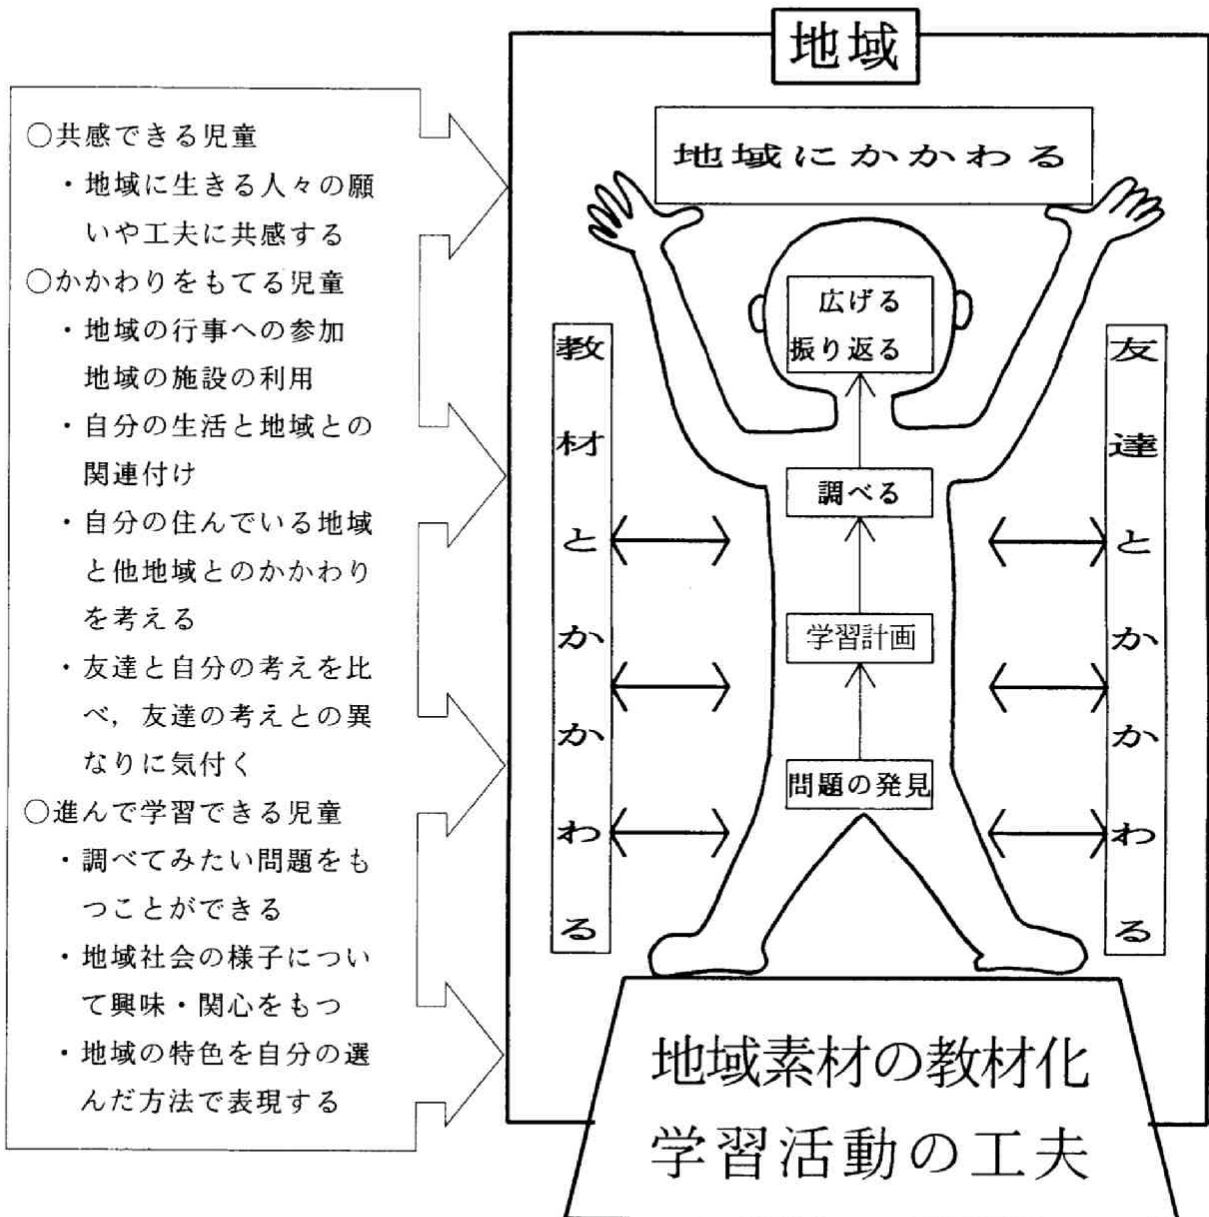 ○共感できる児童
・地域に生きる人々の願
いや工夫に共感する
○かかわりをもてる児童
・地域の行事への参加
地域の施設の利用
・自分の生活と地域との
関連付け
・自分の住んでいる地域
と他地域とのかかわり
を考える
・友達と自分の考えを比
べ，友達の考えとの異
なりに気付く
○進んで学習できる児童
・調べてみたい問題をも
つことができる
・地域社会の様子につい
て興味・関心をもつ
・地域の特色を自分の選
んだ方法で表現する
地域
地域にかかわる
教材とかかわる
広げる
振り返る
調べる
学習計画
問題の発見
友達とかかわる
地域素材の教材化
学習活動の工夫